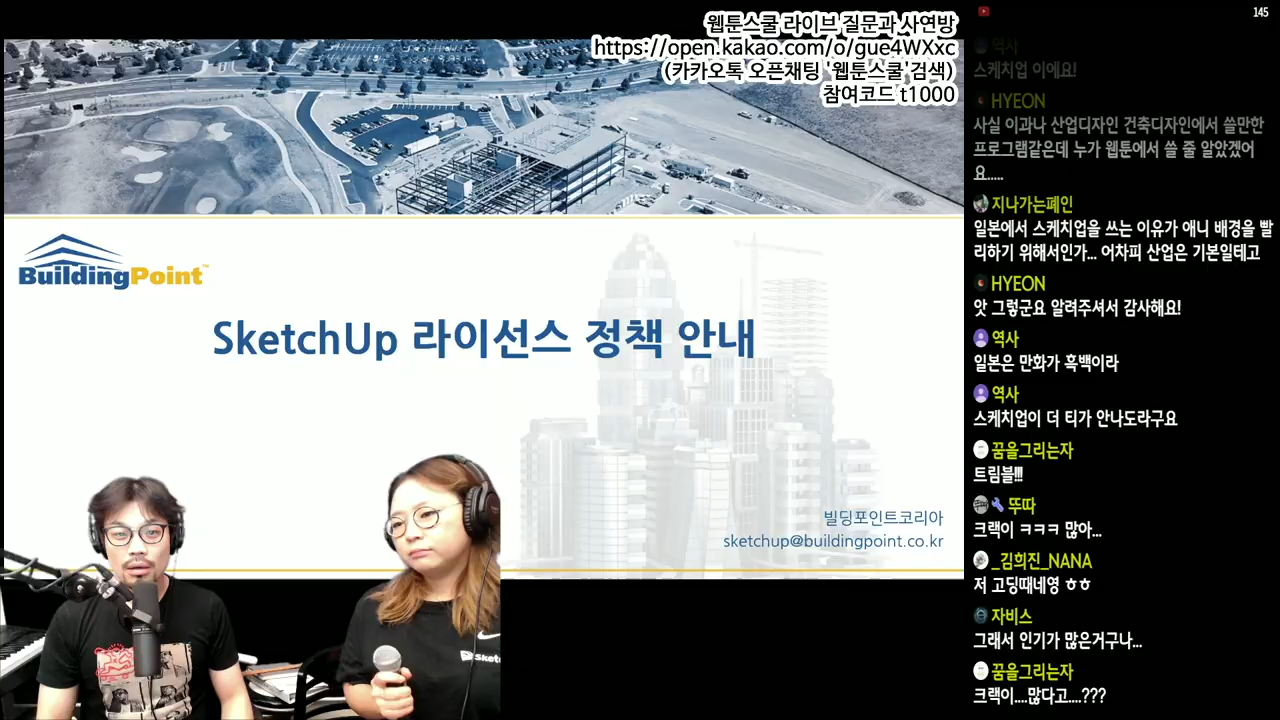 웹툰스쿨 라이브 질문과 사연방
https://open.kakao.com/o/gue4WXxc
(카카오톡 오픈채팅 '웹툰스쿨'검색)
참여코드 t1000
BuildingPoint™
SketchUp 라이선스 정책 안내
빌딩포인트코리아
sketchup@buildingpoint.co.kr
145
역사
스케치업 이에요!
HYEON
사실 이과나 산업디자인 건축디자인에서 쓸만한
프로그램같은데 누가 웹툰에서 쓸 줄 알았겠어
요.....
지나가는폐인
일본에서 스케치업을 쓰는 이유가 애니 배경을 빨
리하기 위해서인가... 어차피 산업은 기본일테고
HYEON
앗 그렇군요 알려주셔서 감사해요!
역사
일본은 만화가 흑백이라
역사
스케치업이 더 티가 안나도라구요
꿈을그리는자
트림블!!!
뚜따
크랙이 ㅋㅋㅋ 많아...
_김희진_NANA
저 고딩때네영 ㅎㅎ
자비스
그래서 인기가 많은거구나...
꿈을그리는자
크랙이....많다고....???